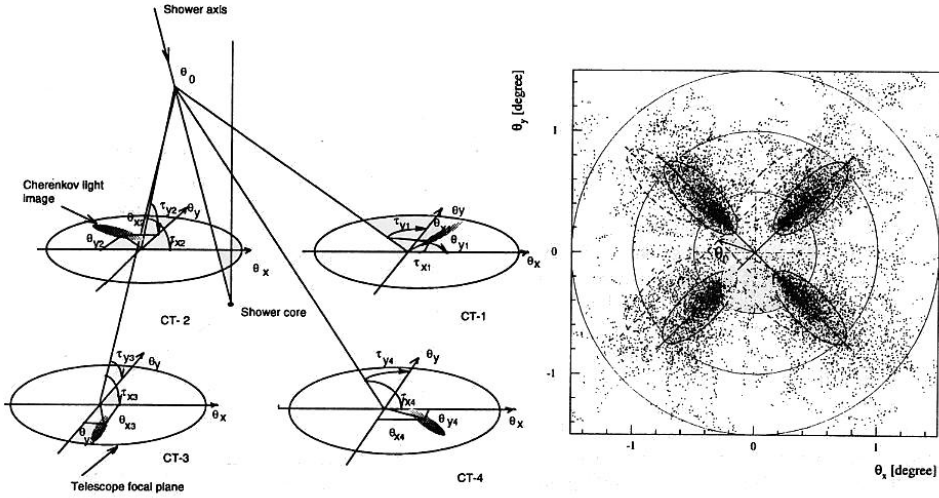 Shower axis
θ0
Cherenkov light
image
θx2
τy2
θy
θy2
τx2
θx
CT- 2
Shower core
θy
τy1
θx1
θy1
τx1
θx
CT-1
τy3
θy
τx3
θx
θx3
θy3
CT-3
Telescope focal plane
τy4
θy
τx4
θx4
θy4
θx
CT-4
θy [degree]
1
0
-1
-1
0
1
θx [degree]